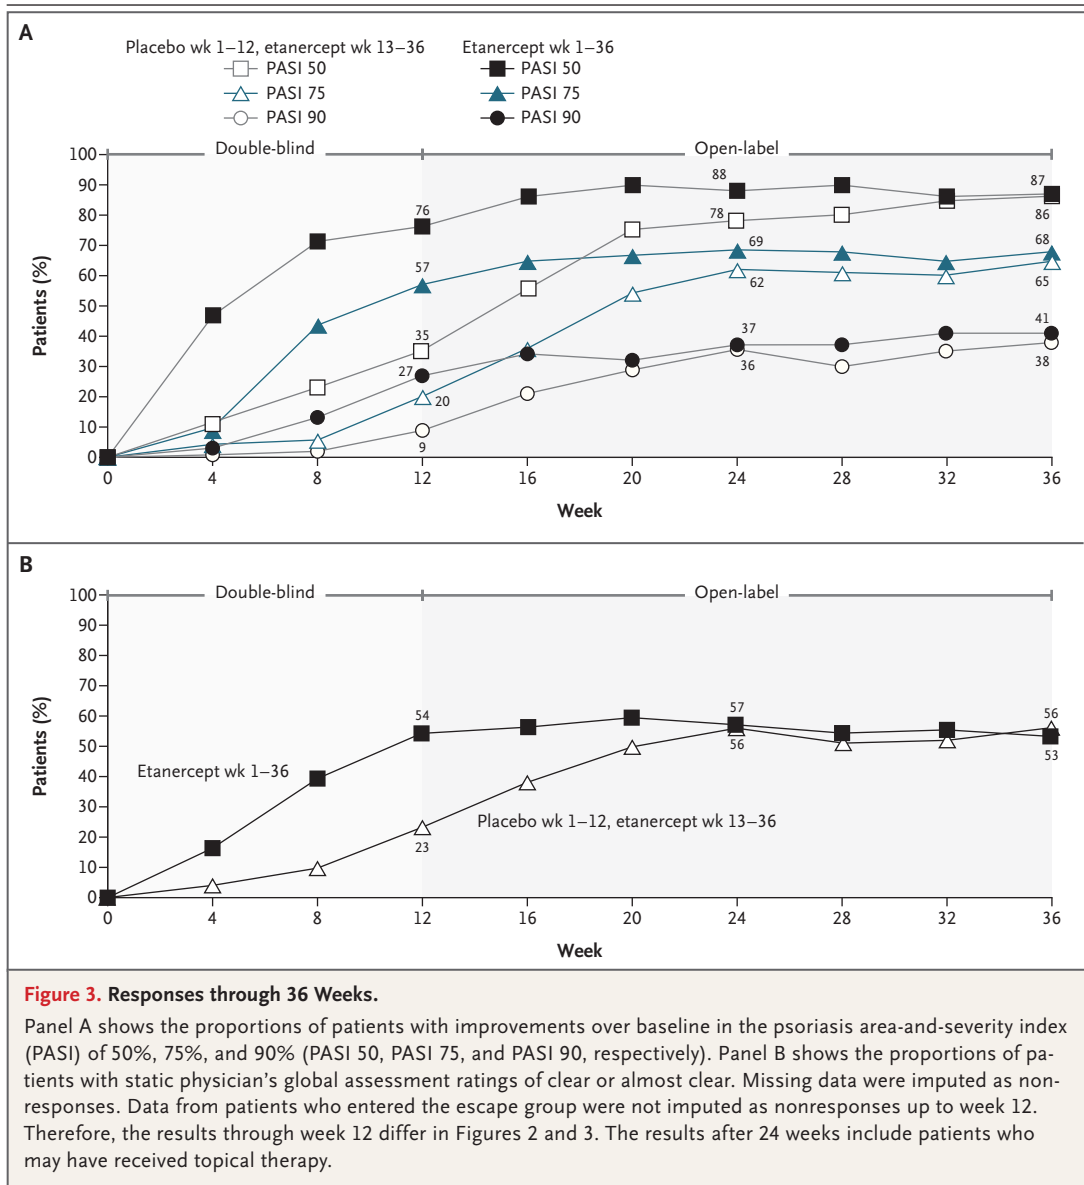 A
Placebo wk 1–12, etanercept wk 13–36
Etanercept wk 1–36
PASI 50
PASI 50
PASI 75
PASI 75
PASI 90
PASI 90
Double-blind
Open-label
100
90
80
70
60
50
40
30
20
10
0
Patients (%)
76
57
35
27
20
9
88
78
69
62
37
36
87
86
68
65
41
38
0
4
8
12
16
20
24
28
32
36
Week
B
Double-blind
Open-label
100
90
80
70
60
50
40
30
20
10
0
Patients (%)
54
57
56
56
53
23
Etanercept wk 1–36
Placebo wk 1–12, etanercept wk 13–36
0
4
8
12
16
20
24
28
32
36
Week
Figure 3. Responses through 36 Weeks.
Panel A shows the proportions of patients with improvements over baseline in the psoriasis area-and-severity index
(PASI) of 50%, 75%, and 90% (PASI 50, PASI 75, and PASI 90, respectively). Panel B shows the proportions of pa-
tients with static physician's global assessment ratings of clear or almost clear. Missing data were imputed as non-
responses. Data from patients who entered the escape group were not imputed as nonresponses up to week 12.
Therefore, the results through week 12 differ in Figures 2 and 3. The results after 24 weeks include patients who
may have received topical therapy.